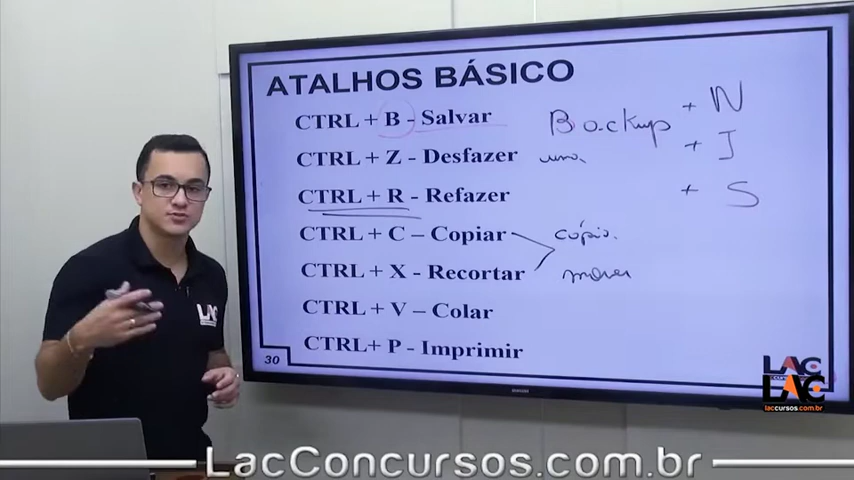 ATALHOS BÁSICO
CTRL + B - Salvar
Backup + N
CTRL + Z - Desfazer
+ J
CTRL + R - Refazer
+ S
CTRL + C – Copiar
cópia.
CTRL + X - Recortar
mover
CTRL + V – Colar
CTRL+ P - Imprimir
30
LAC
LAC
LAC
laccursos.com.br
LacConcursos.com.br